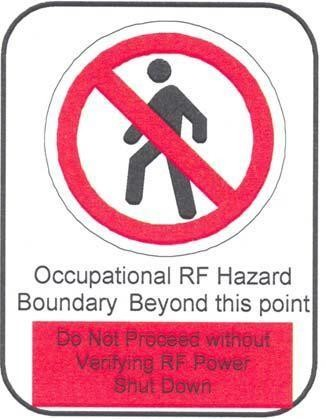 Occupational RF Hazard
Boundary Beyond this point
Do Not Proceed without
Verifying RF Power
Shut Down